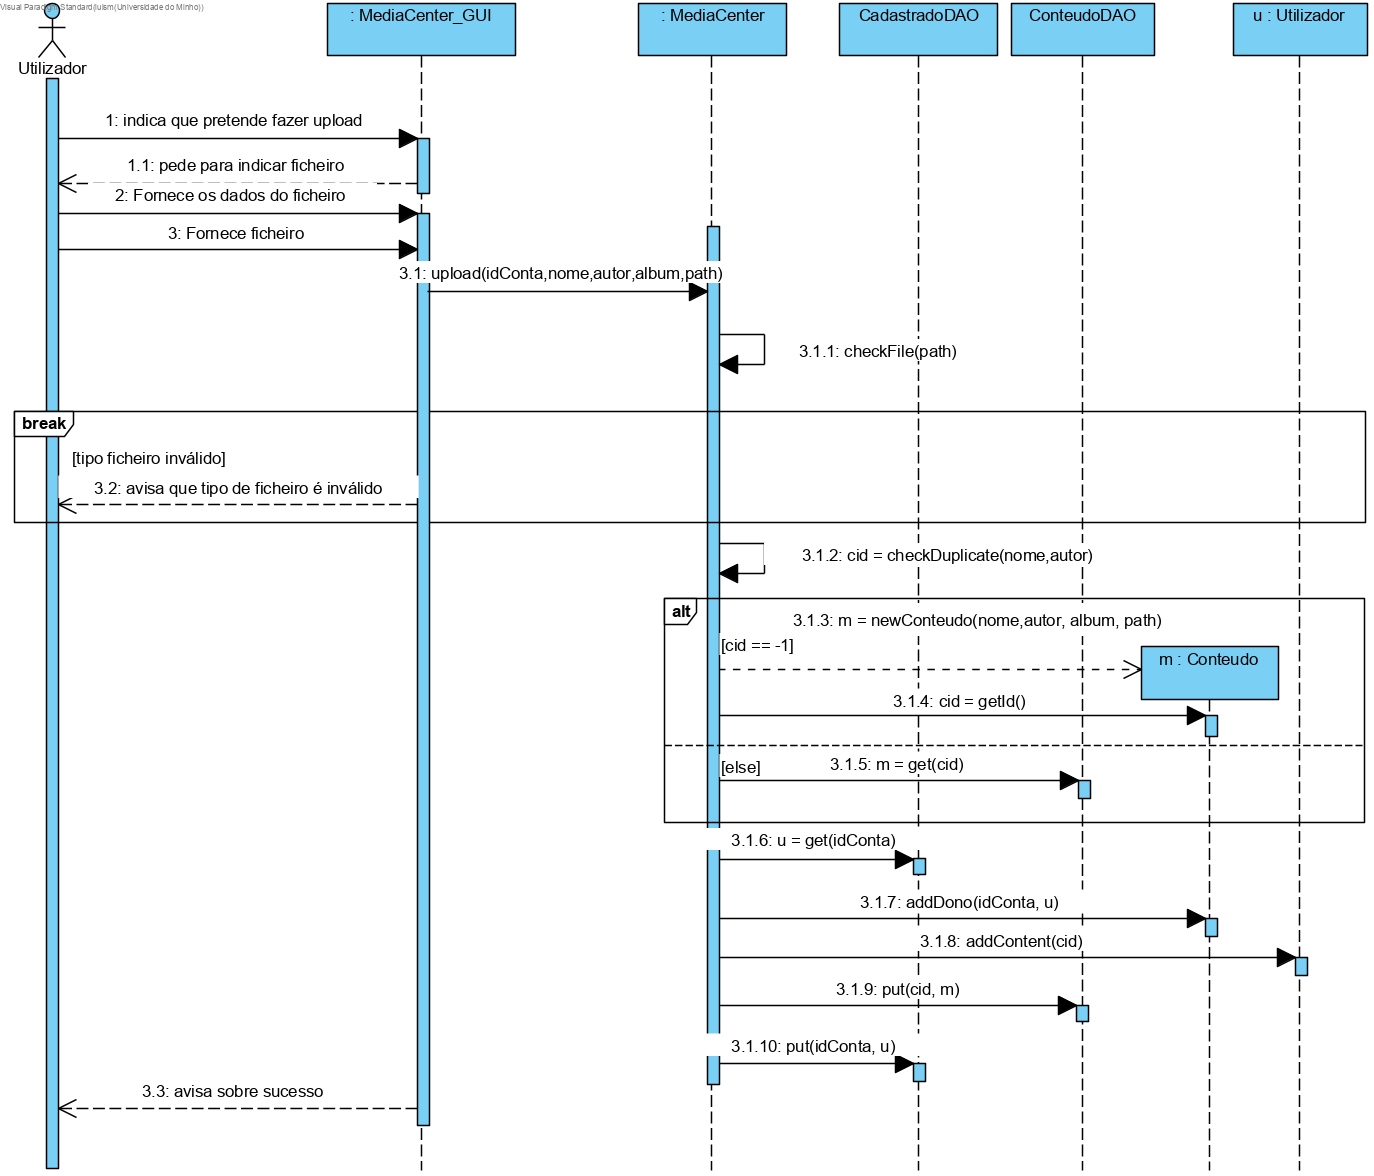 Visual Paradigm Standard(luism(Universidade do Minho))
: MediaCenter_GUI
: MediaCenter
CadastradoDAO
ConteudoDAO
u : Utilizador
Utilizador
1: indica que pretende fazer upload
1.1: pede para indicar ficheiro
2: Fornece os dados do ficheiro
3: Fornece ficheiro
3.1: upload(idConta,nome,autor,album,path)
3.1.1: checkFile(path)
break
[tipo ficheiro inválido]
3.2: avisa que tipo de ficheiro é inválido
3.1.2: cid = checkDuplicate(nome,autor)
alt
3.1.3: m = newConteudo(nome,autor, album, path)
[cid == -1]
m : Conteudo
3.1.4: cid = getId()
[else]
3.1.5: m = get(cid)
3.1.6: u = get(idConta)
3.1.7: addDono(idConta, u)
3.1.8: addContent(cid)
3.1.9: put(cid, m)
3.1.10: put(idConta, u)
3.3: avisa sobre sucesso